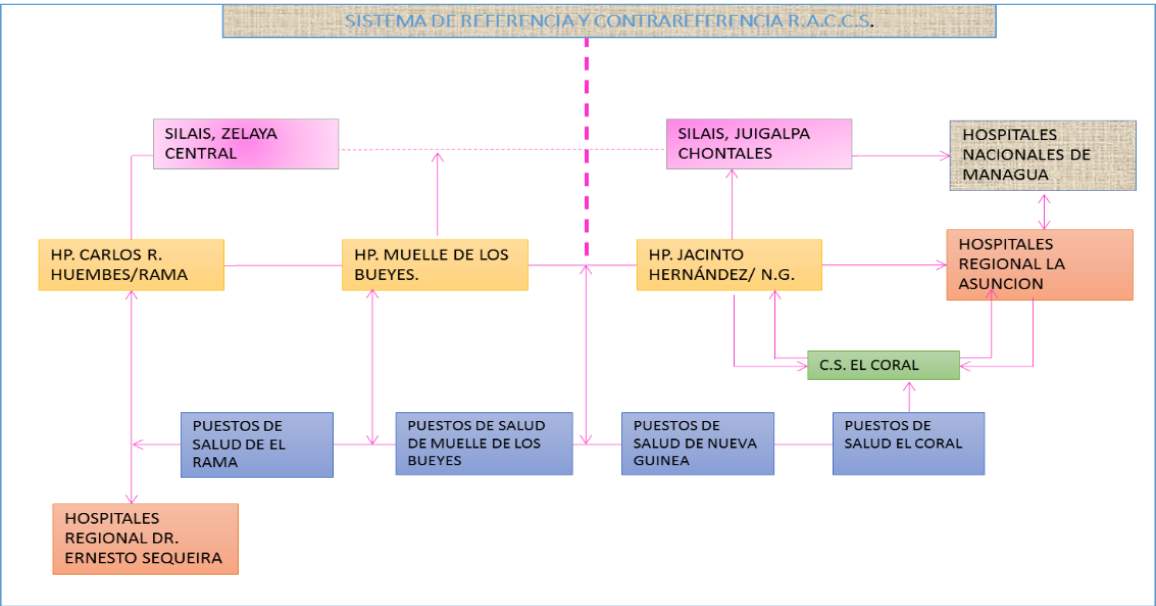 SISTEMA DE REFERENCIA Y CONTRAREFERENCIA R.A.C.C.S.
SILAIS, ZELAYA
CENTRAL
SILAIS, JUIGALPA
CHONTALES
HOSPITALES
NACIONALES DE
MANAGUA
HP. CARLOS R.
HUEMBES/RAMA
HP. MUELLE DE LOS
BUEYES.
HP. JACINTO
HERNÁNDEZ/ N.G.
HOSPITALES
REGIONAL LA
ASUNCION
C.S. EL CORAL
PUESTOS DE
SALUD DE EL
RAMA
PUESTOS DE SALUD
DE MUELLE DE LOS
BUEYES
PUESTOS DE
SALUD DE NUEVA
GUINEA
PUESTOS DE
SALUD EL CORAL
HOSPITALES
REGIONAL DR.
ERNESTO SEQUEIRA